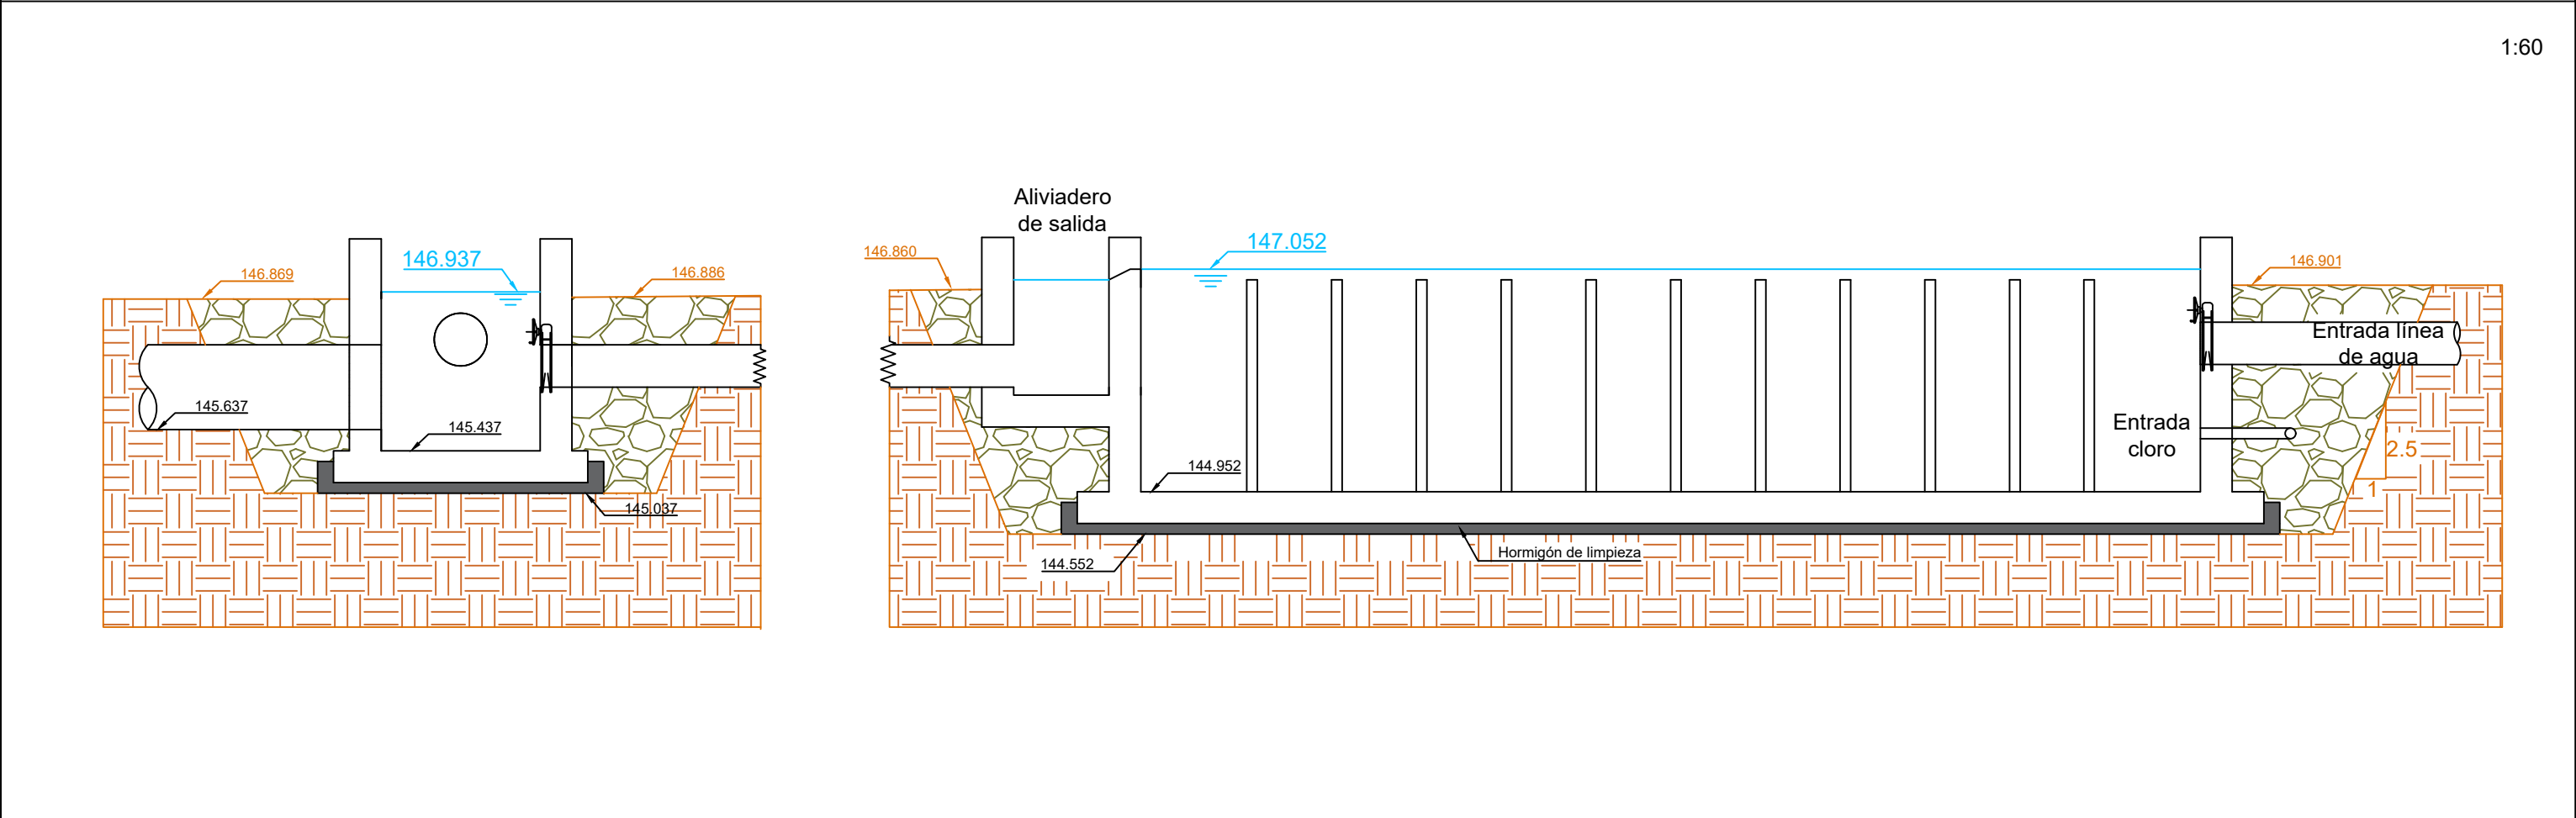 1:60
Aliviadero
de salida
146.869
146.937
146.886
146.860
147.052
146.901
Entrada línea
de agua
145.637
145.437
145.037
144.952
144.552
Hormigón de limpieza
Entrada
cloro
2.5
1